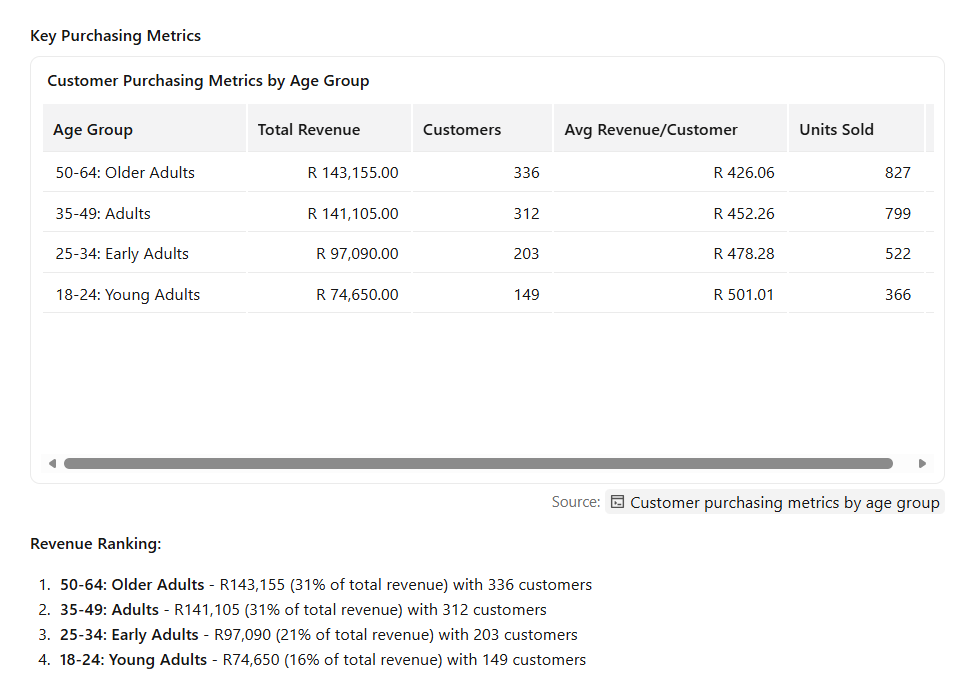 Key Purchasing Metrics
Customer Purchasing Metrics by Age Group
Age Group Total Revenue Customers Avg Revenue/Customer Units Sold
50-64: Older Adults R 143,155.00 336 R 426.06 827
35-49: Adults R 141,105.00 312 R 452.26 799
25-34: Early Adults R 97,090.00 203 R 478.28 522
18-24: Young Adults R 74,650.00 149 R 501.01 366
Source: Customer purchasing metrics by age group
Revenue Ranking:
1. 50-64: Older Adults - R143,155 (31% of total revenue) with 336 customers
2. 35-49: Adults - R141,105 (31% of total revenue) with 312 customers
3. 25-34: Early Adults - R97,090 (21% of total revenue) with 203 customers
4. 18-24: Young Adults - R74,650 (16% of total revenue) with 149 customers